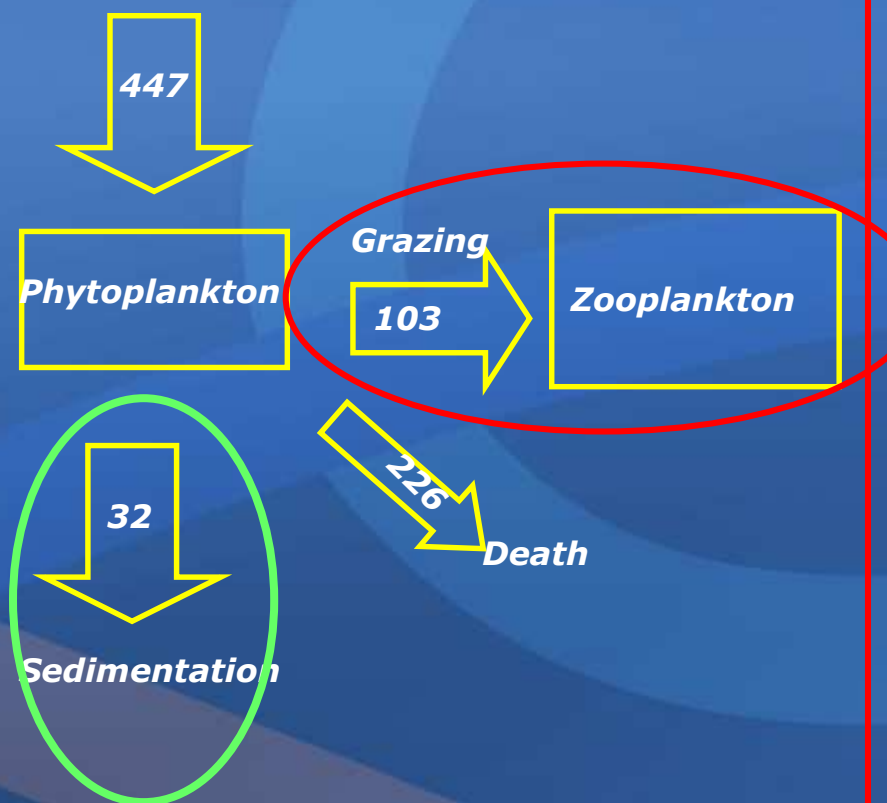 447
Grazing
Phytoplankton
103
Zooplankton
226
32
Death
Sedimentation